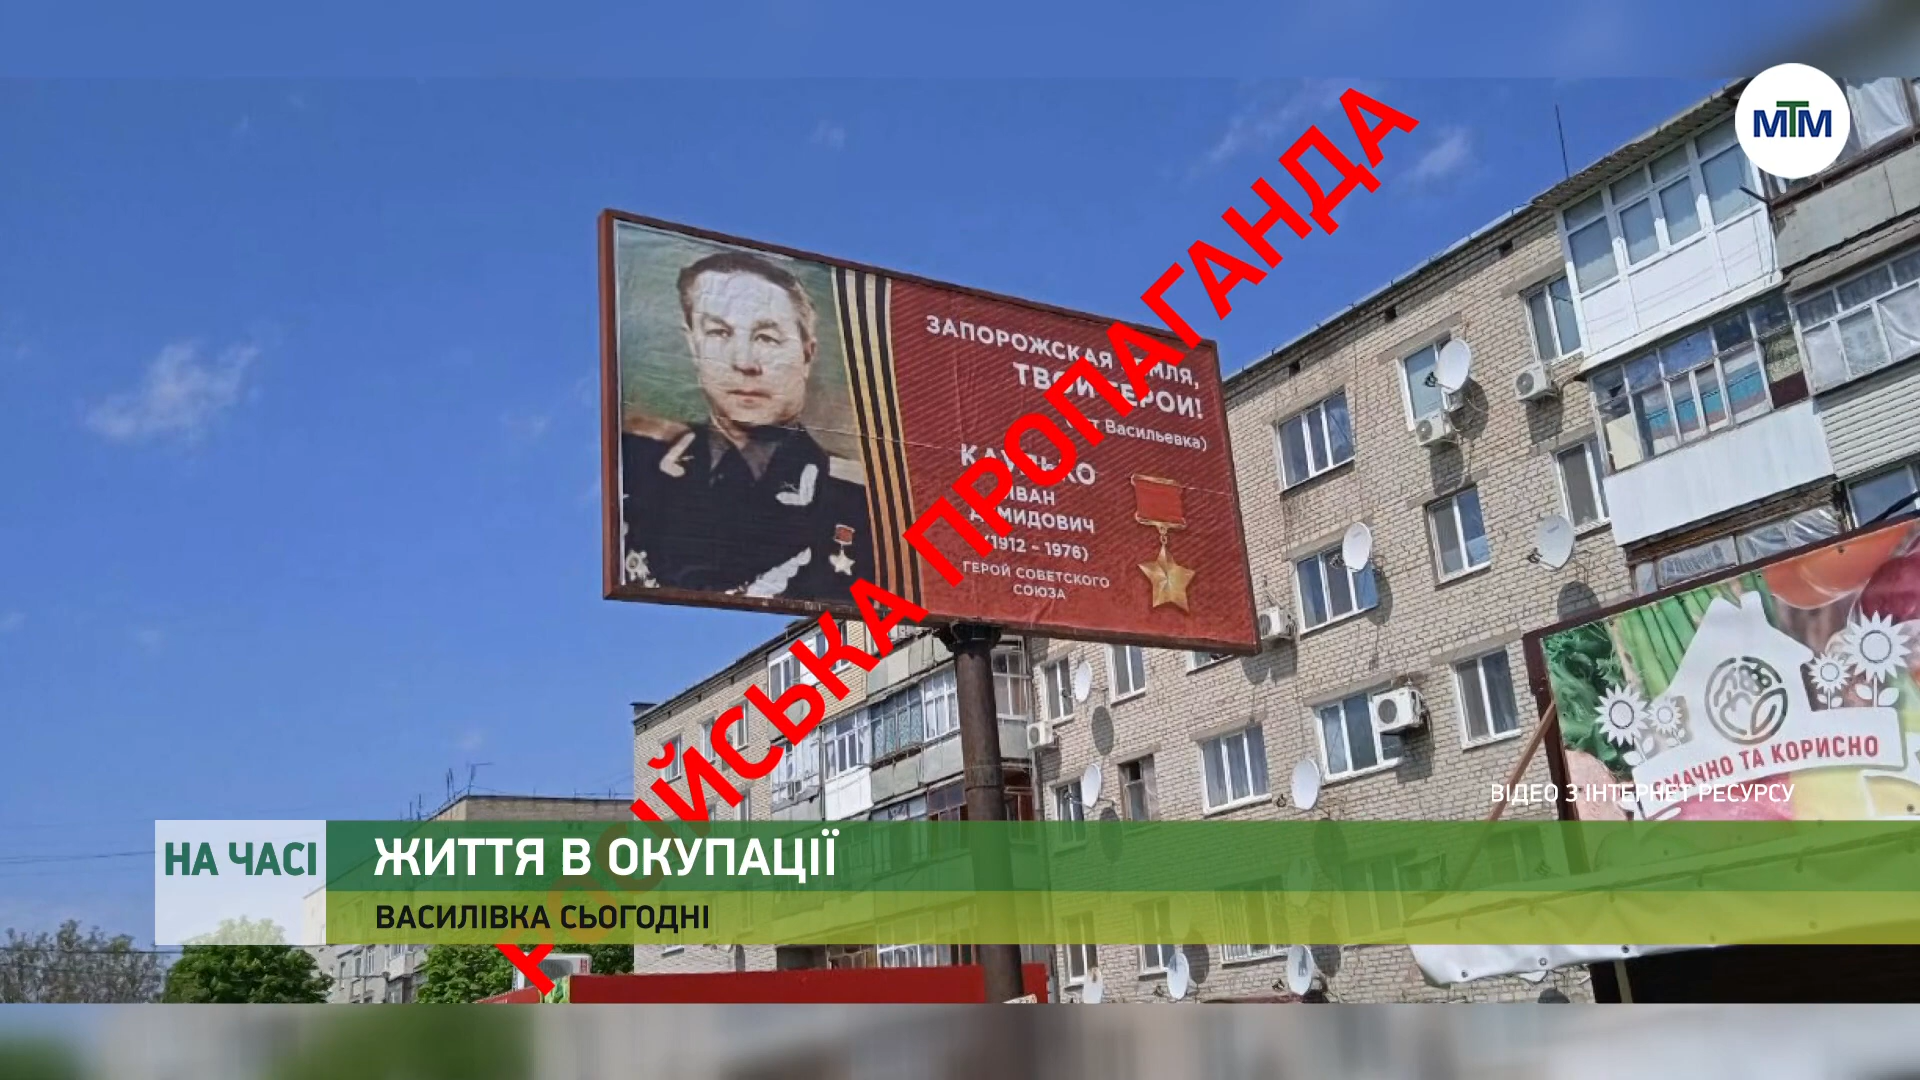 МТМ
РОСІЙСЬКА ПРОПАГАНДА
ЗАПОРОЖСКАЯ ЗЕМЛЯ,
ТВОИ ГЕРОИ!
Васильевка)
ИВАН
ДЕМИДОВИЧ
(1912 - 1976)
ГЕРОЙ СОВЕТСКОГО
СОЮЗА
ТА КОРИСНО
ВІДЕО З ІНТЕРНЕТ РЕСУРСУ
НА ЧАСІ
ЖИТТЯ В ОКУПАЦІЇ
ВАСИЛІВКА СЬОГОДНІ